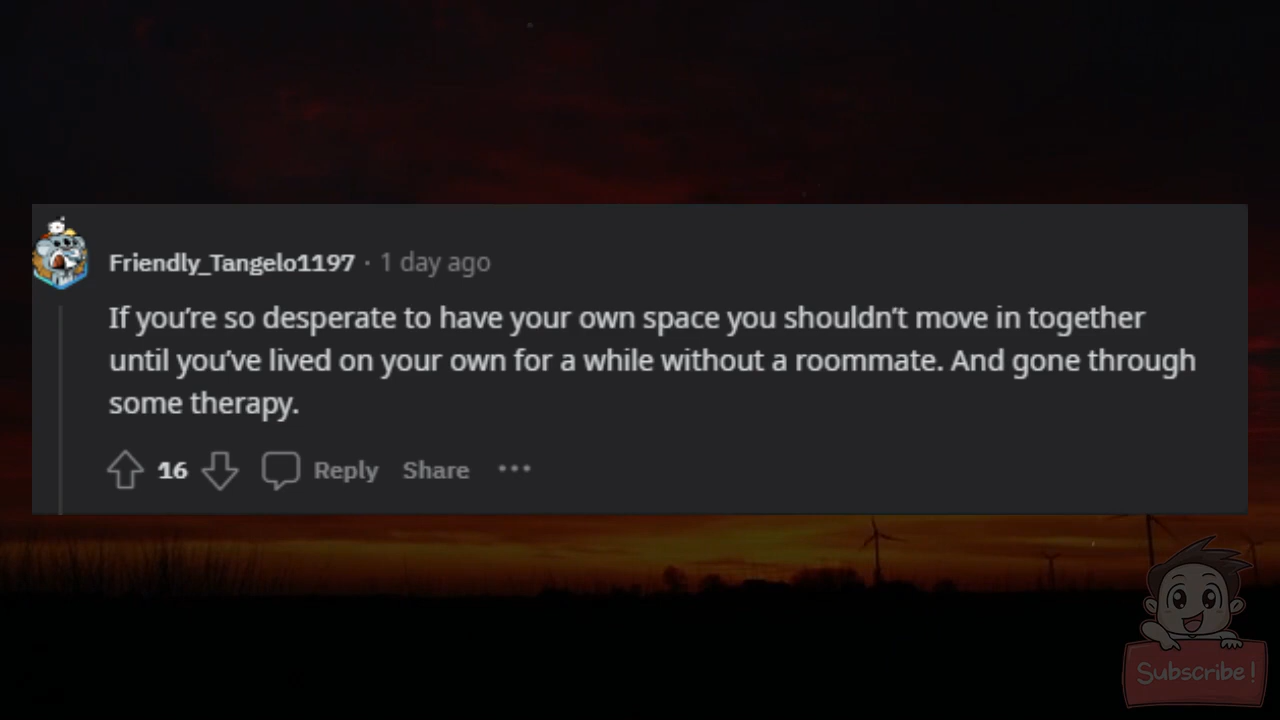 Friendly_Tangelo1197 · 1 day ago
If you're so desperate to have your own space you shouldn't move in together
until you've lived on your own for a while without a roommate. And gone through
some therapy.
16 Reply Share ···
Subscribe!